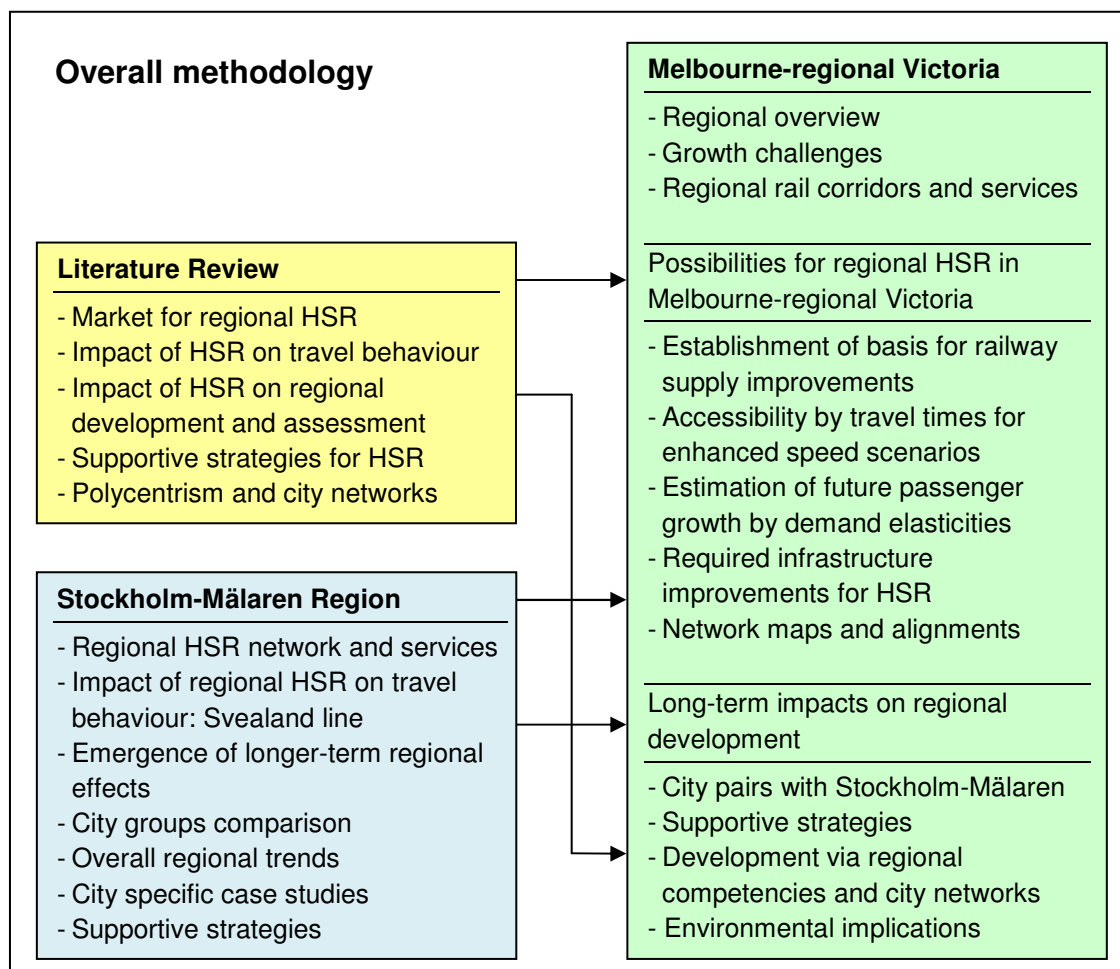 Overall methodology
Literature Review
- Market for regional HSR
- Impact of HSR on travel behaviour
- Impact of HSR on regional
development and assessment
- Supportive strategies for HSR
- Polycentrism and city networks
Stockholm-Mälaren Region
- Regional HSR network and services
- Impact of regional HSR on travel
behaviour: Svealand line
- Emergence of longer-term regional
effects
- City groups comparison
- Overall regional trends
- City specific case studies
- Supportive strategies
Melbourne-regional Victoria
- Regional overview
- Growth challenges
- Regional rail corridors and services
Possibilities for regional HSR in
Melbourne-regional Victoria
- Establishment of basis for railway
supply improvements
- Accessibility by travel times for
enhanced speed scenarios
- Estimation of future passenger
growth by demand elasticities
- Required infrastructure
improvements for HSR
- Network maps and alignments
Long-term impacts on regional
development
- City pairs with Stockholm-Mälaren
- Supportive strategies
- Development via regional
competencies and city networks
- Environmental implications